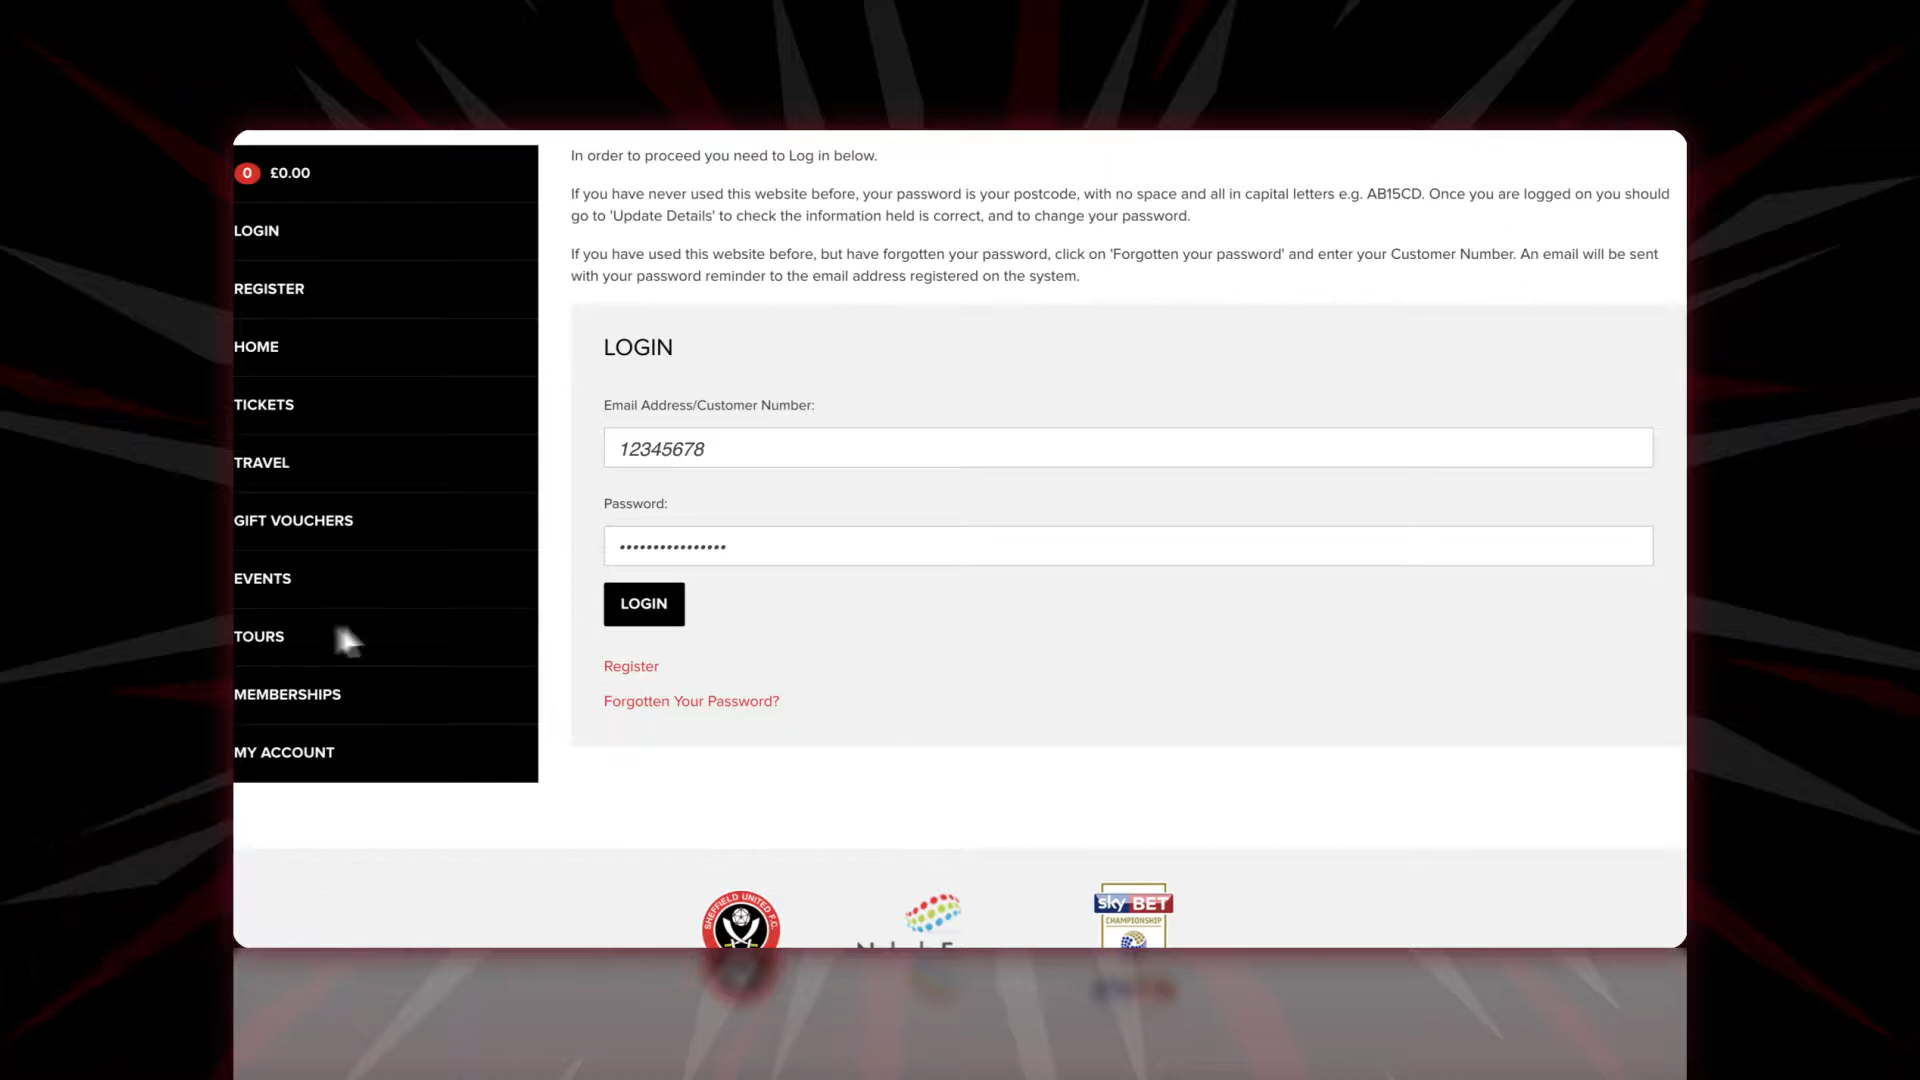 0 £0.00
LOGIN
REGISTER
HOME
TICKETS
TRAVEL
GIFT VOUCHERS
EVENTS
TOURS
MEMBERSHIPS
MY ACCOUNT
In order to proceed you need to Log in below.
If you have never used this website before, your password is your postcode, with no space and all in capital letters e.g. AB15CD. Once you are logged on you should
go to 'Update Details' to check the information held is correct, and to change your password.
If you have used this website before, but have forgotten your password, click on 'Forgotten your password' and enter your Customer Number. An email will be sent
with your password reminder to the email address registered on the system.
LOGIN
Email Address/Customer Number:
12345678
Password:
••••••••••••••••
LOGIN
Register
Forgotten Your Password?
SHEFFIELD UNITED F.C.
sky BET
CHAMPIONSHIP